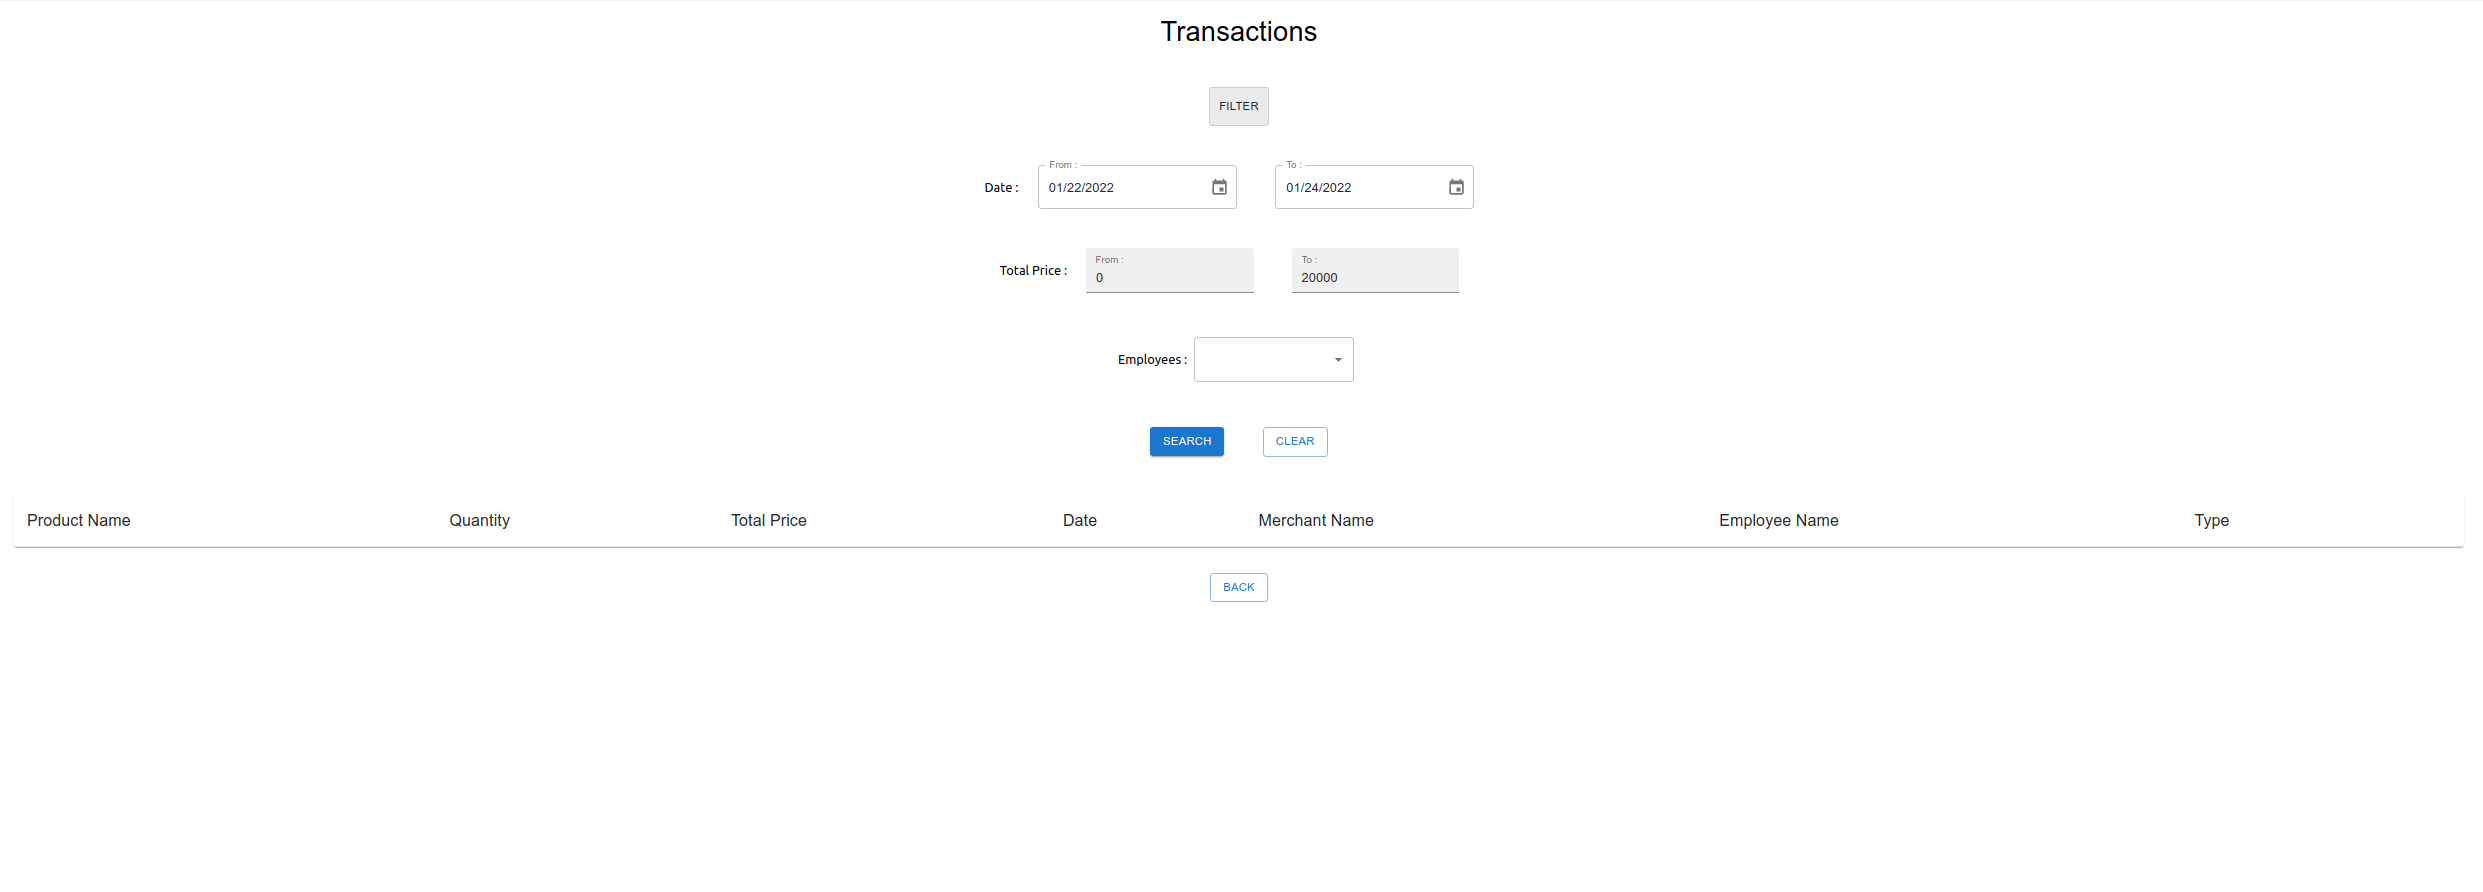 Transactions
FILTER
From :
To :
Date :
01/22/2022
01/24/2022
From :
To :
Total Price :
0
20000
Employees :
SEARCH
CLEAR
Product Name Quantity Total Price Date Merchant Name Employee Name Type
BACK